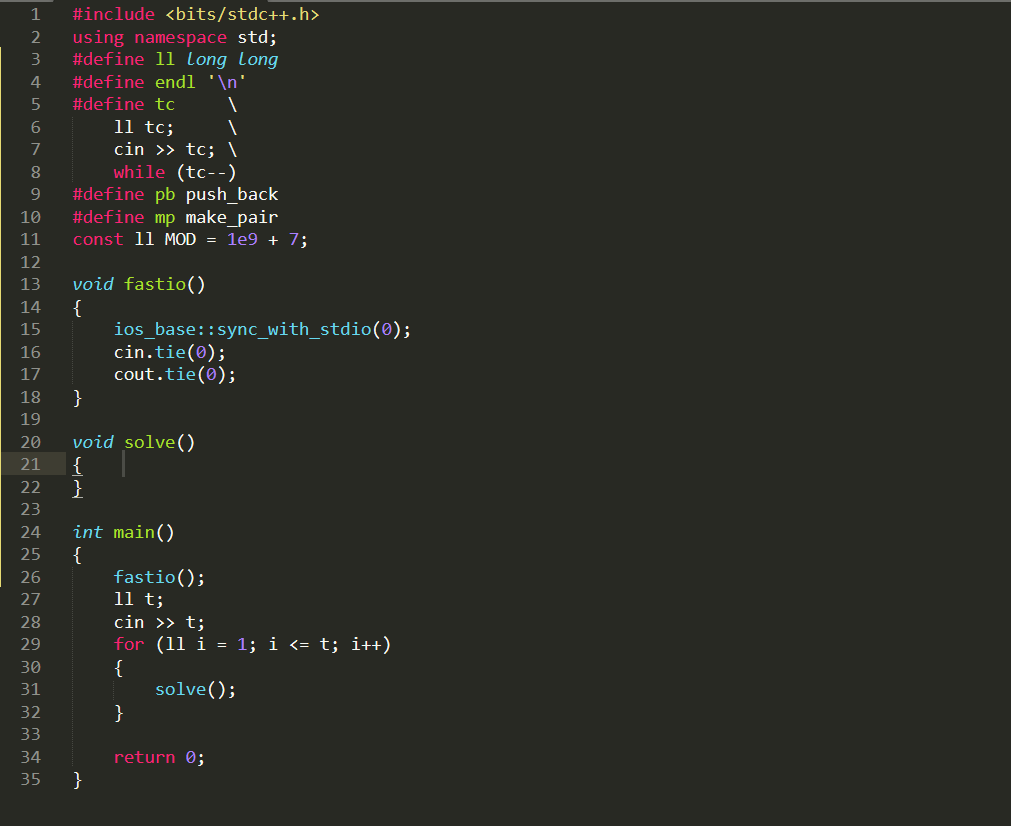 1 #include <bits/stdc++.h>
2 using namespace std;
3 #define ll long long
4 #define endl '\n'
5 #define tc     \
6     ll tc;     \
7     cin >> tc; \
8     while (tc--)
9 #define pb push_back
10 #define mp make_pair
11 const ll MOD = 1e9 + 7;
12
13 void fastio()
14 {
15     ios_base::sync_with_stdio(0);
16     cin.tie(0);
17     cout.tie(0);
18 }
19
20 void solve()
21 {
22 }
23
24 int main()
25 {
26     fastio();
27     ll t;
28     cin >> t;
29     for (ll i = 1; i <= t; i++)
30     {
31         solve();
32     }
33
34     return 0;
35 }